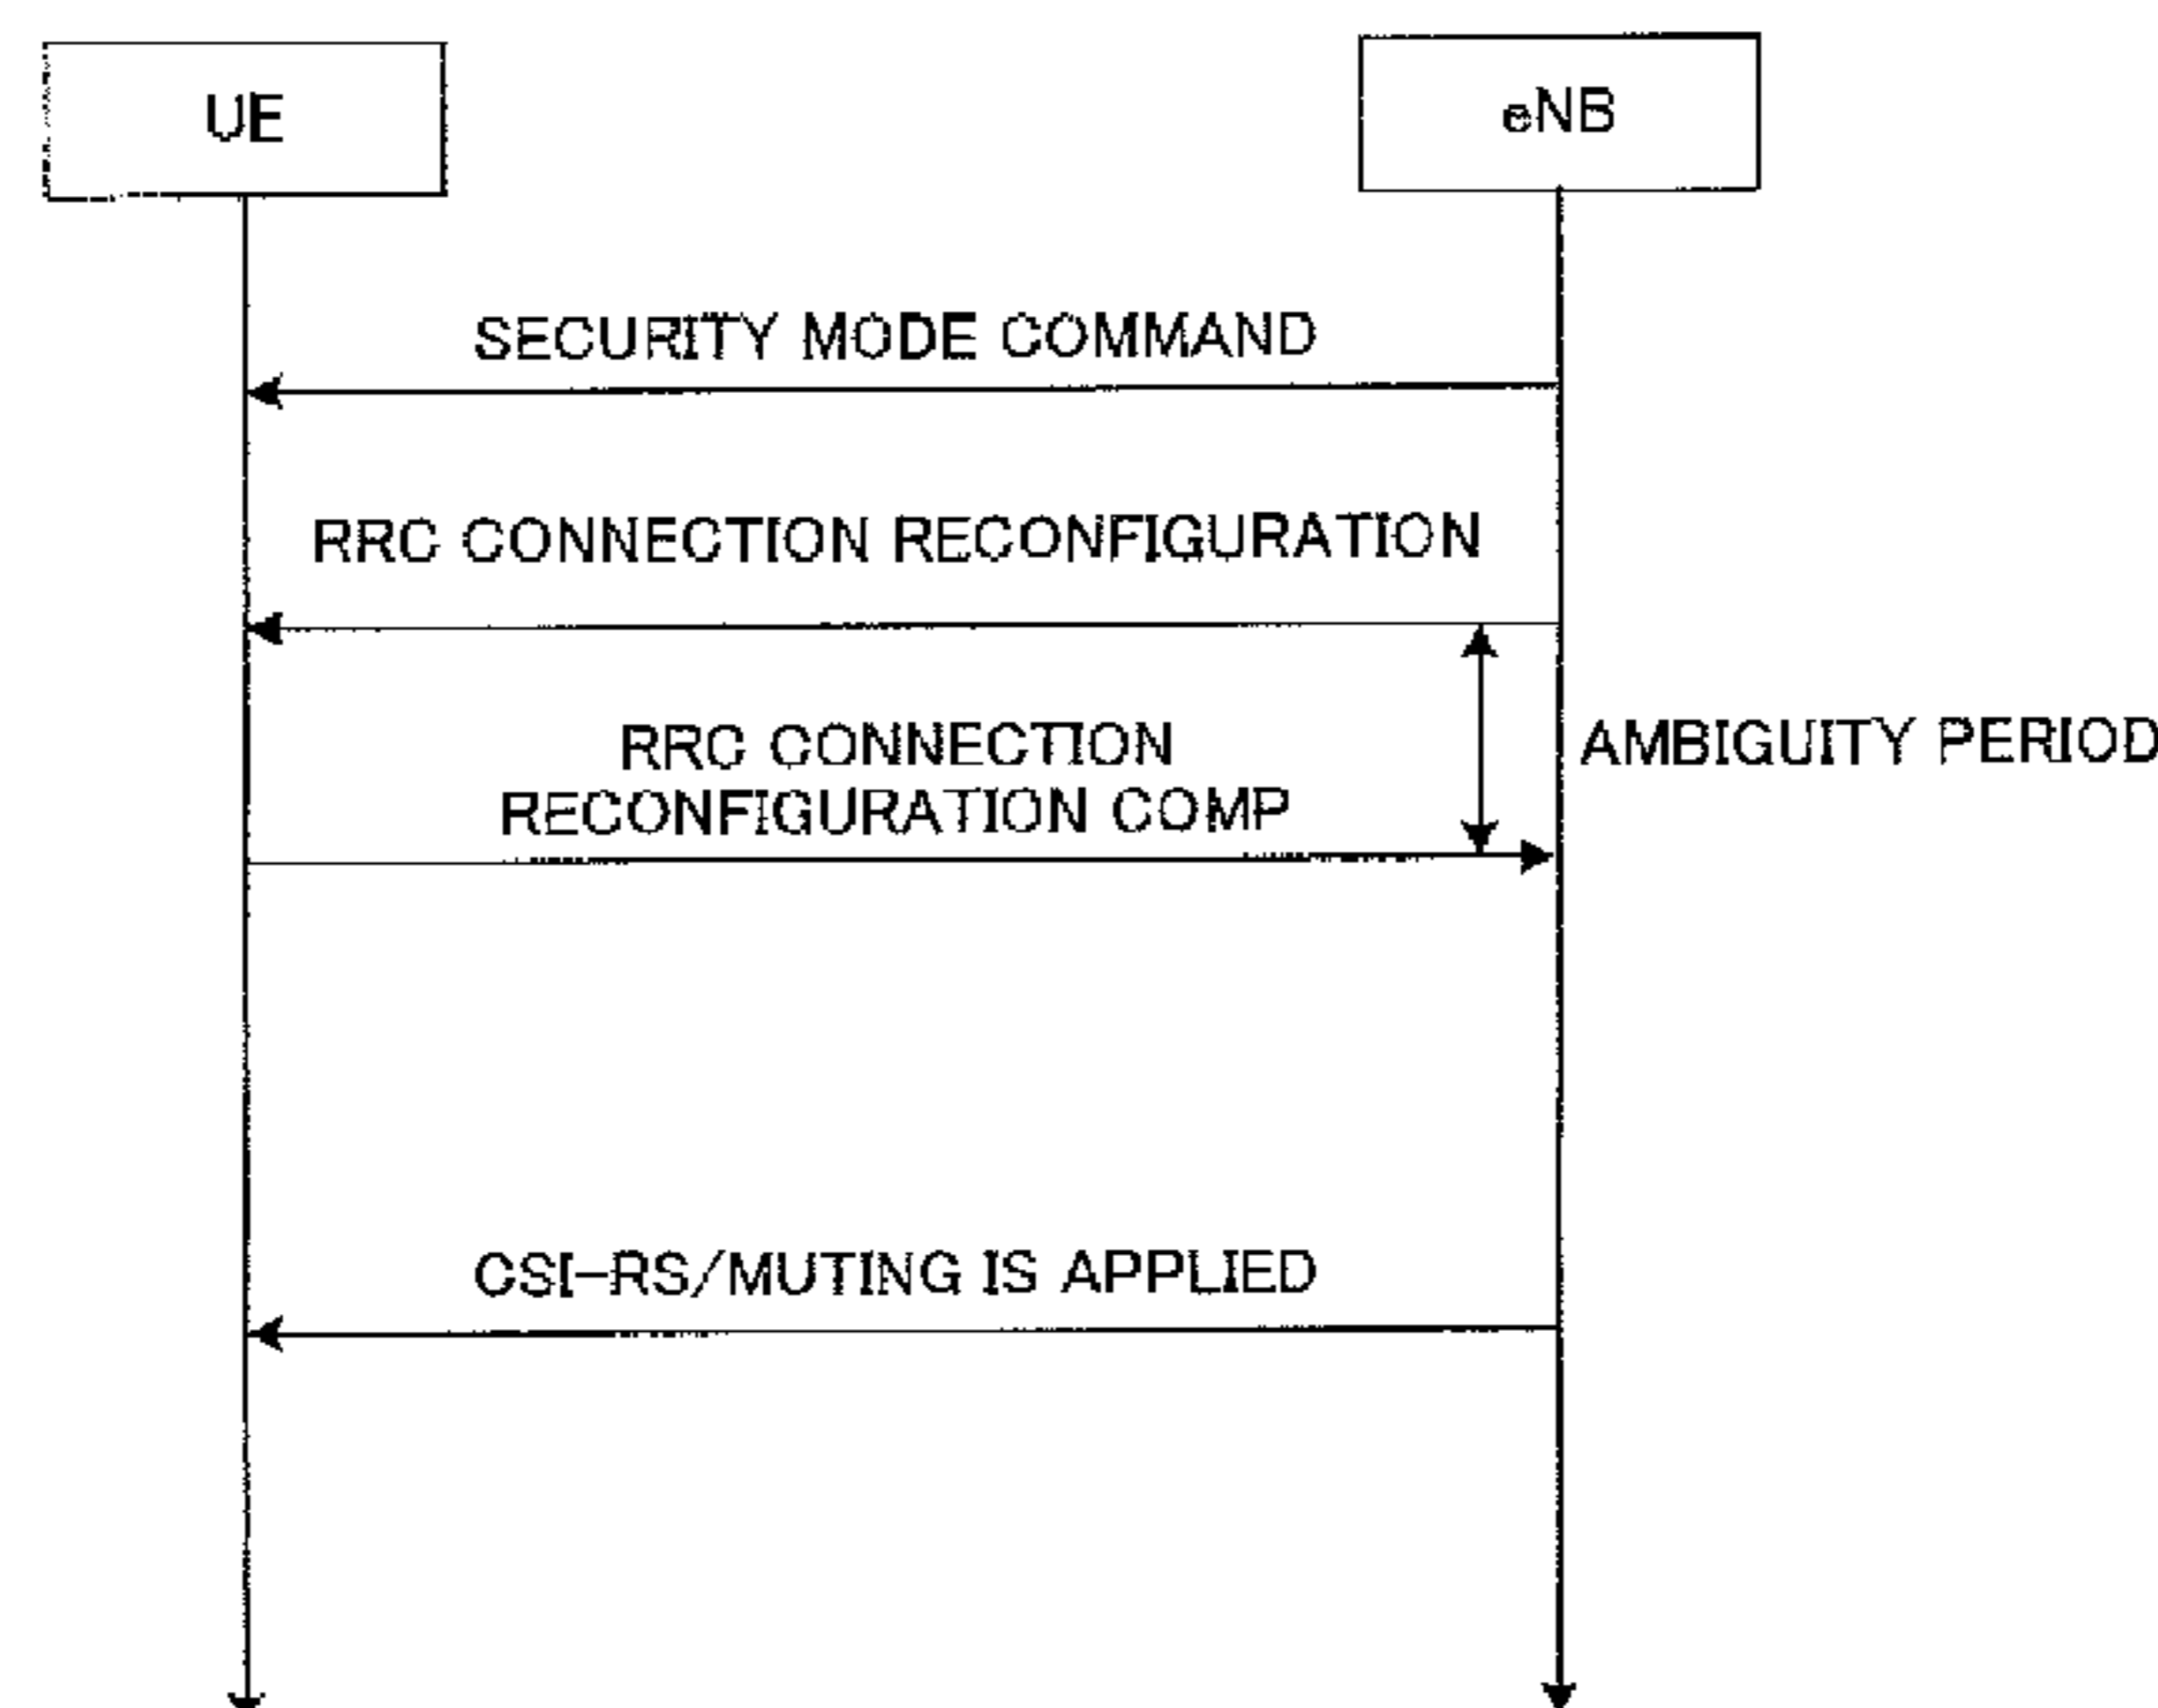 UE
eNB
SECURITY MODE COMMAND
RRC CONNECTION RECONFIGURATION
RRC CONNECTION
RECONFIGURATION COMP
AMBIGUITY PERIOD
CSI-RS/MUTING IS APPLIED